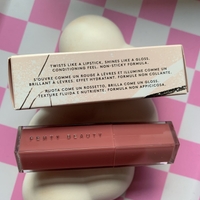 TWISTS LIKE A LIPSTICK, SHINES LIKE A GLOSS.
CONDITIONING FEEL. NON-STICKY FORMULA.
S'OUVRE COMME UN ROUGE À LÈVRES ET ILLUMINE COMME UN
BRILLANT À LÈVRES. EFFET HYDRATANT. FORMULE NON COLLANTE.
RUOTA COME UN ROSSETTO, BRILLA COME UN GLOSS.
TEXTURE FLUIDA E NUTRIENTE. FORMULA NON APPICCICOSA.
FENTY BEAUTY